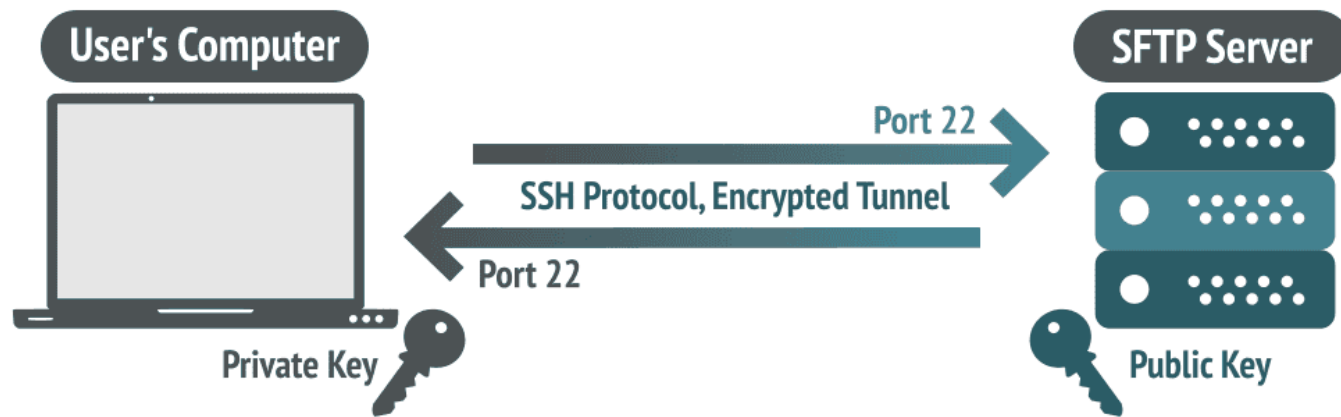 User's Computer
SFTP Server
Port 22
SSH Protocol, Encrypted Tunnel
Port 22
Private Key
Public Key